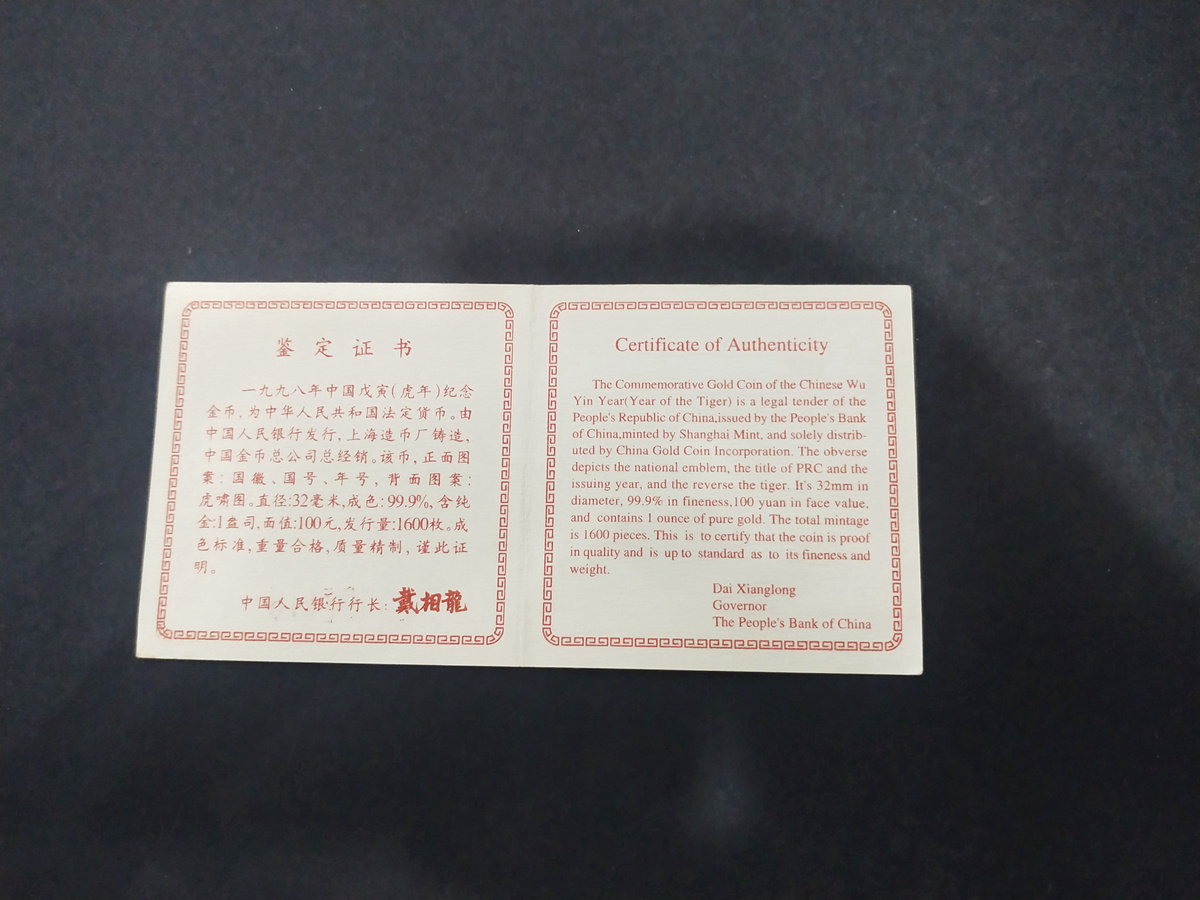 鉴定证书
一九九八年中国戊寅(虎年)纪念
金币,为中华人民共和国法定货币。由
中国人民银行发行,上海造币厂铸造,
中国金币总公司总经销。该币,正面图
案:国徽、国号、年号,背面图案:
虎啸图。直径:32毫米,成色:99.9%,含纯
金:1盎司,面值:100元,发行量:1600枚。成
色标准,重量合格,质量精制,谨此证
明。
中国人民银行行长:戴相龍
Certificate of Authenticity
The Commemorative Gold Coin of the Chinese Wu
Yin Year(Year of the Tiger) is a legal tender of the
People's Republic of China,issued by the People's Bank
of China,minted by Shanghai Mint, and solely distrib-
uted by China Gold Coin Incorporation. The obverse
depicts the national emblem, the title of PRC and the
issuing year, and the reverse the tiger. It's 32mm in
diameter, 99.9% in fineness,100 yuan in face value,
and contains 1 ounce of pure gold. The total mintage
is 1600 pieces. This is to certify that the coin is proof
in quality and is up to standard as to its fineness and
weight.
Dai Xianglong
Governor
The People's Bank of China